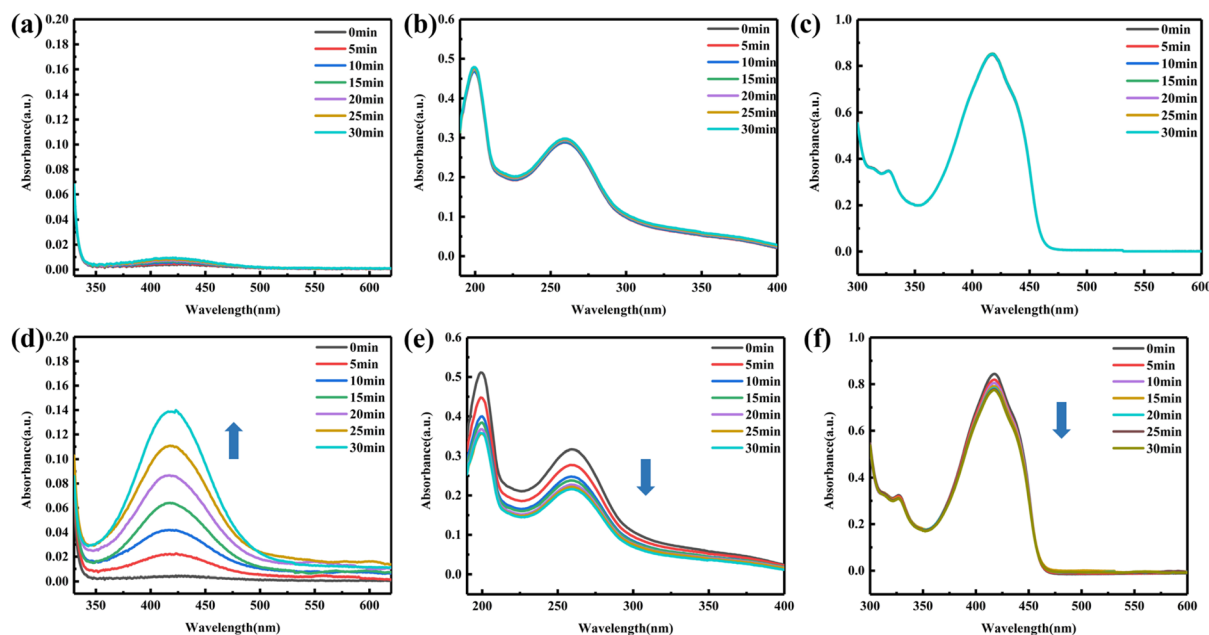 (a)
0.20
0.18
0.16
0.14
0.12
0.10
0.08
0.06
0.04
0.02
0.00
Absorbance(a.u.)
0min
5min
10min
15min
20min
25min
30min
350 400 450 500 550 600
Wavelength(nm)
(b)
0.6
0.5
0.4
0.3
0.2
0.1
0.0
Absorbance(a.u.)
0min
5min
10min
15min
20min
25min
30min
200 250 300 350 400
Wavelength(nm)
(c)
1.0
0.8
0.6
0.4
0.2
0.0
Absorbance(a.u.)
0min
5min
10min
15min
20min
25min
30min
300 350 400 450 500 550 600
Wavelength(nm)
(d)
0.20
0.18
0.16
0.14
0.12
0.10
0.08
0.06
0.04
0.02
0.00
Absorbance(a.u.)
0min
5min
10min
15min
20min
25min
30min
350 400 450 500 550 600
Wavelength(nm)
(e)
0.6
0.5
0.4
0.3
0.2
0.1
0.0
Absorbance(a.u.)
0min
5min
10min
15min
20min
25min
30min
200 250 300 350 400
Wavelength(nm)
(f)
1.0
0.8
0.6
0.4
0.2
0.0
Absorbance(a.u.)
0min
5min
10min
15min
20min
25min
30min
300 350 400 450 500 550 600
Wavelength(nm)